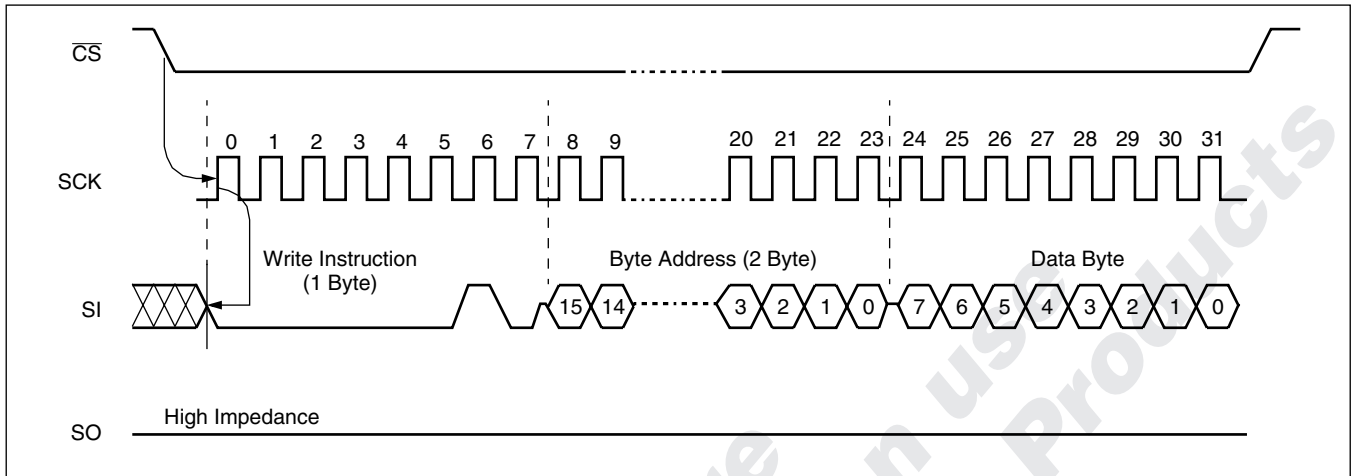 CS
0 1 2 3 4 5 6 7 8 9 20 21 22 23 24 25 26 27 28 29 30 31
SCK
Write Instruction
(1 Byte)
Byte Address (2 Byte)
Data Byte
SI
15 14 3 2 1 0 7 6 5 4 3 2 1 0
High Impedance
SO
use
Products